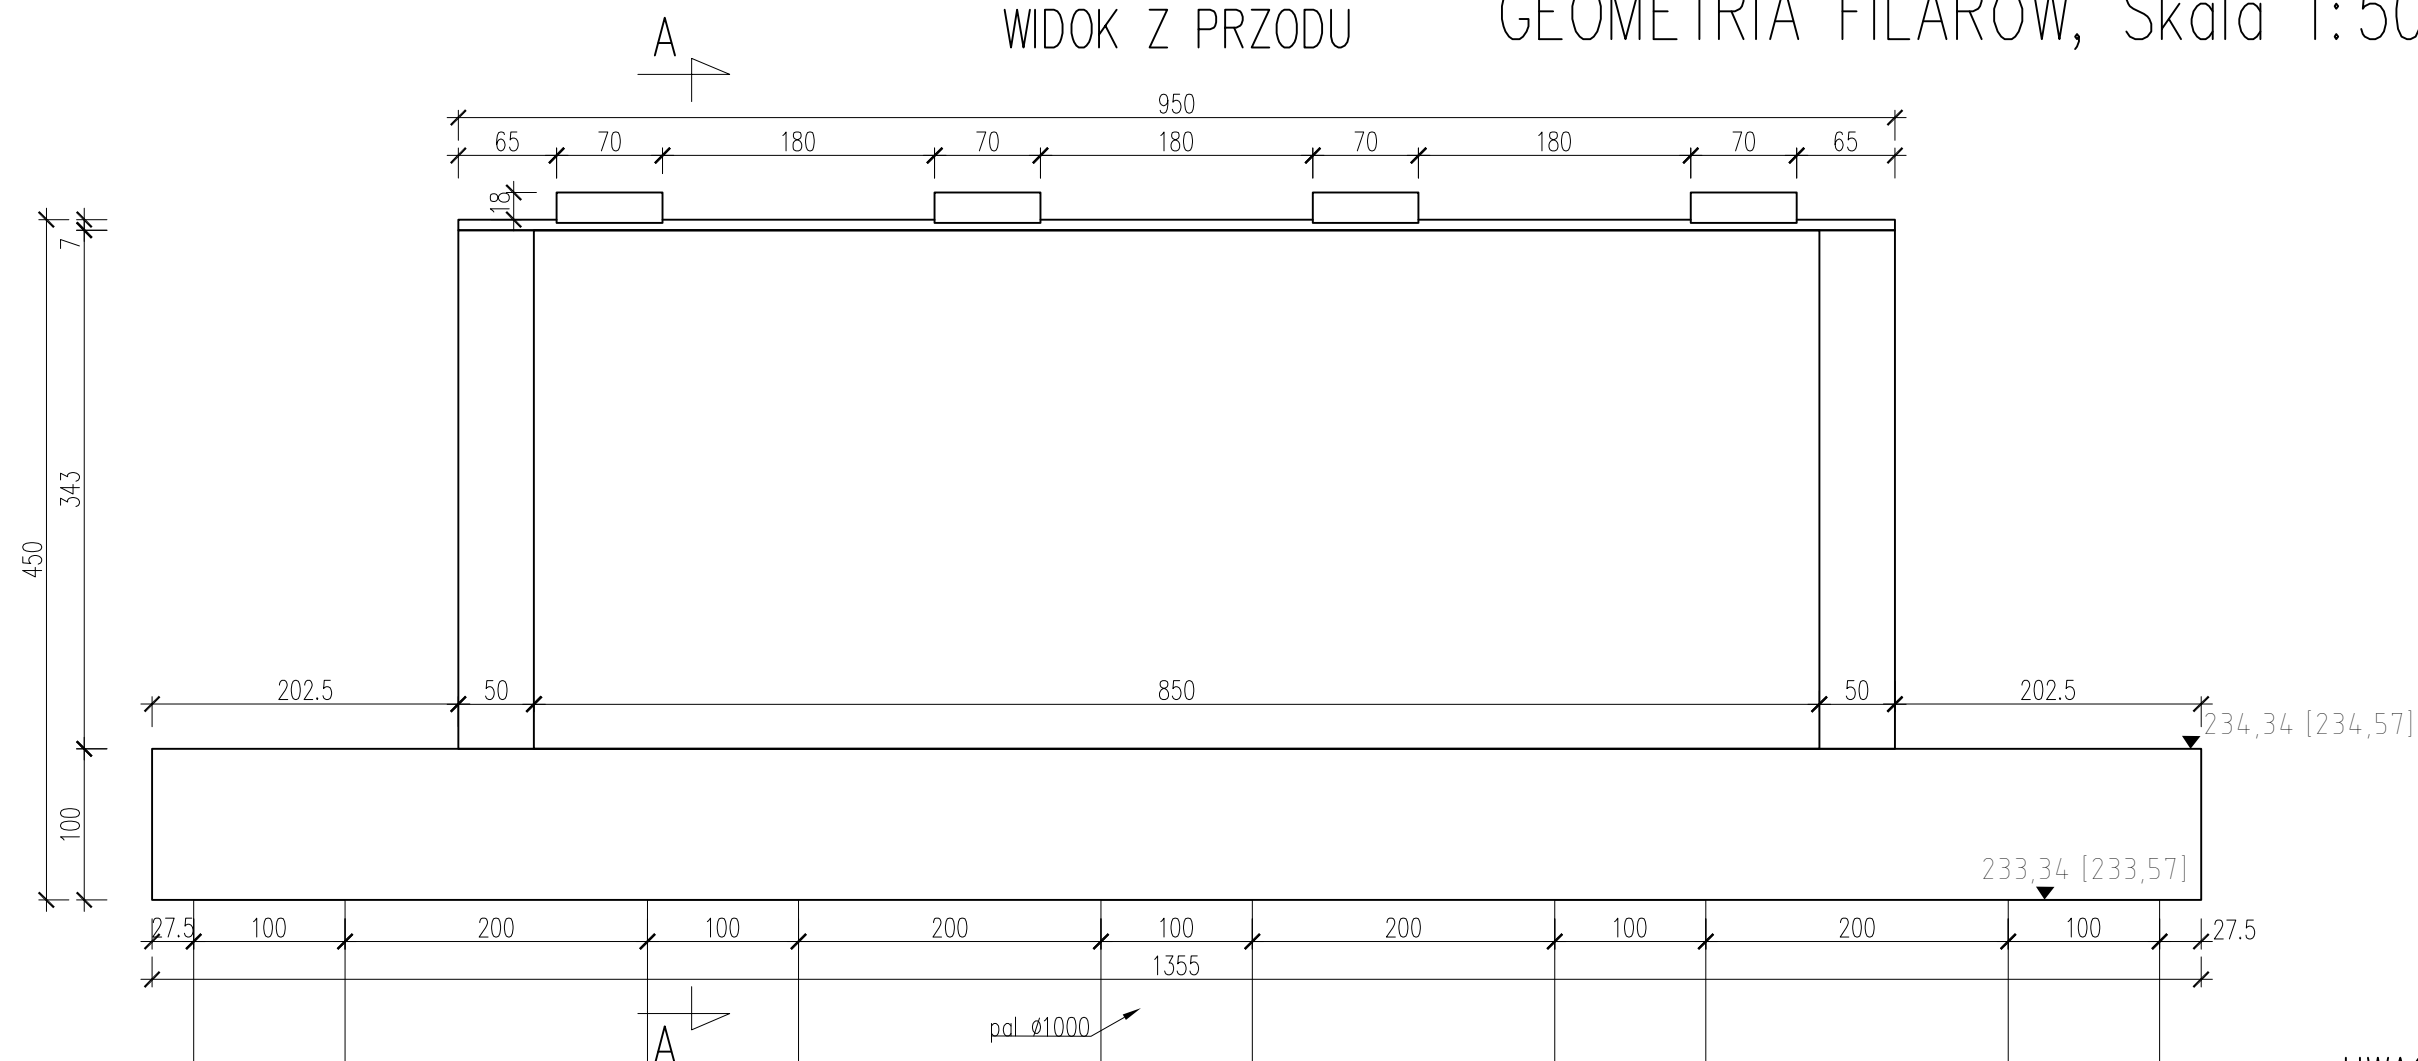 GEOMETRIA FILARÓW, Skala 1:50
WIDOK Z PRZODU
A
950
65 70 180 70 180 70 180 70 65
18
7
343
450
100
202.5 50 850 50 202.5
234,34 [234,57]
233,34 [233,57]
27.5 100 200 100 200 100 200 100 200 100 27.5
1355
pal ø1000
A